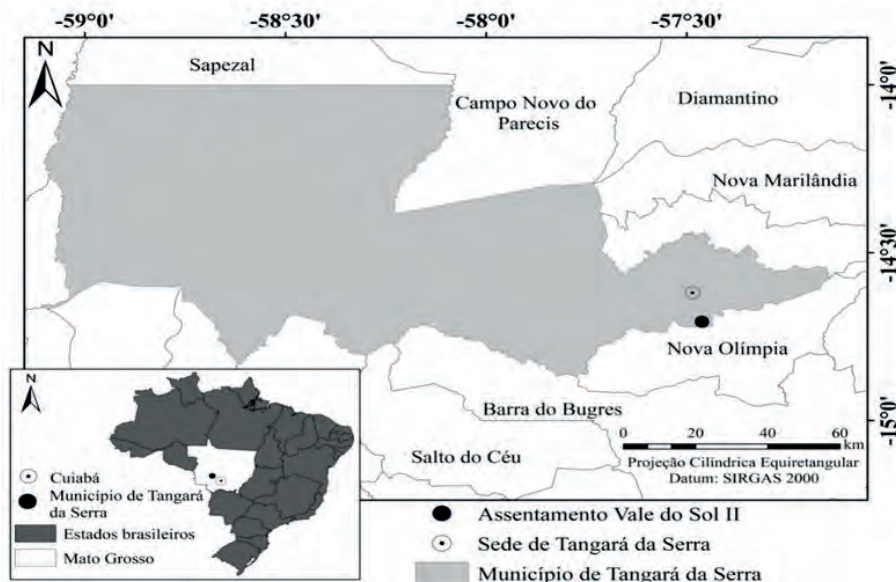 -59°0' -58°30' -58°0' -57°30'
N
Sapezal
Campo Novo do
Parecis
Diamantino
-14°0'
Nova Marilândia
-14°30'
Nova Olímpia
-15°0'
Barra do Bugres
Salto do Céu
0 20 40 60
km
Projeção Cilíndrica Equiretangular
Datum: SIRGAS 2000
N
Cuiabá
Município de Tangará
da Serra
Estados brasileiros
Mato Grosso
Assentamento Vale do Sol II
Sede de Tangará da Serra
Município de Tangará da Serra